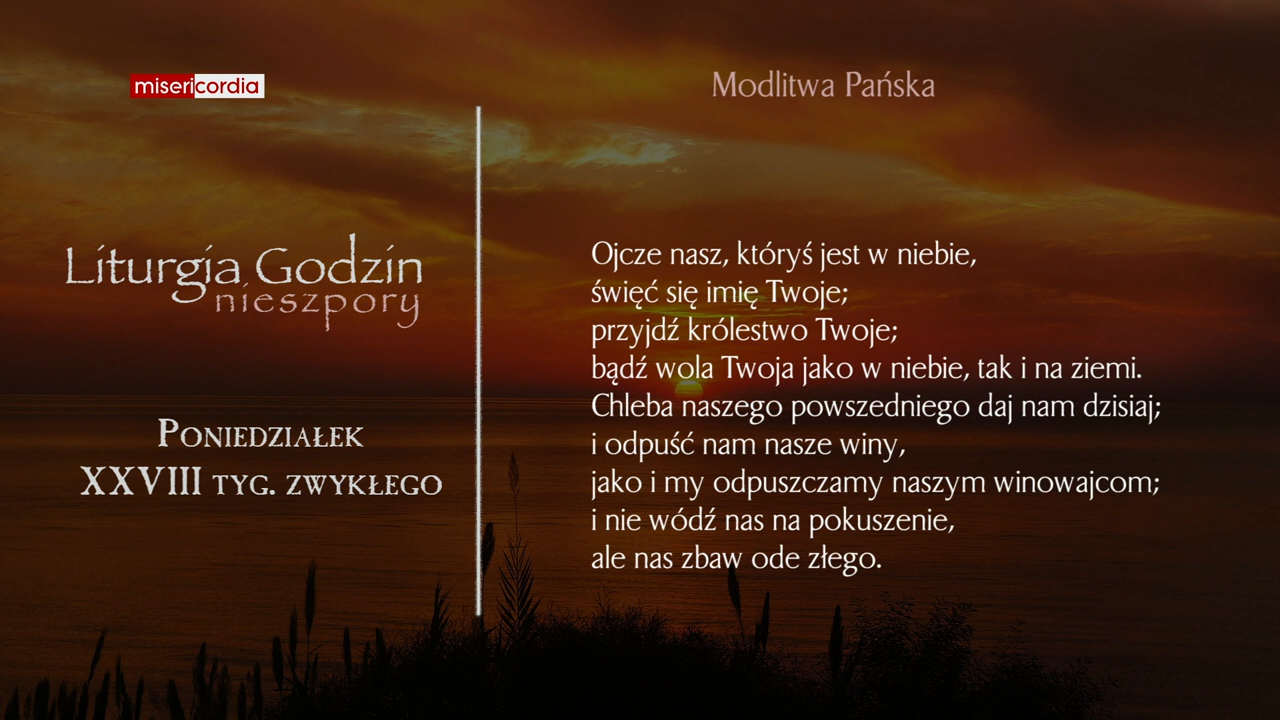 misericordia
Liturgia Godzin
nieszpory
Poniedziałek
XXVIII tyg. zwykłego
Modlitwa Pańska
Ojcze nasz, któryś jest w niebie,
święć się imię Twoje;
przyjdź królestwo Twoje;
bądź wola Twoja jako w niebie, tak i na ziemi.
Chleba naszego powszedniego daj nam dzisiaj;
i odpuść nam nasze winy,
jako i my odpuszczamy naszym winowajcom;
i nie wódź nas na pokuszenie,
ale nas zbaw ode złego.